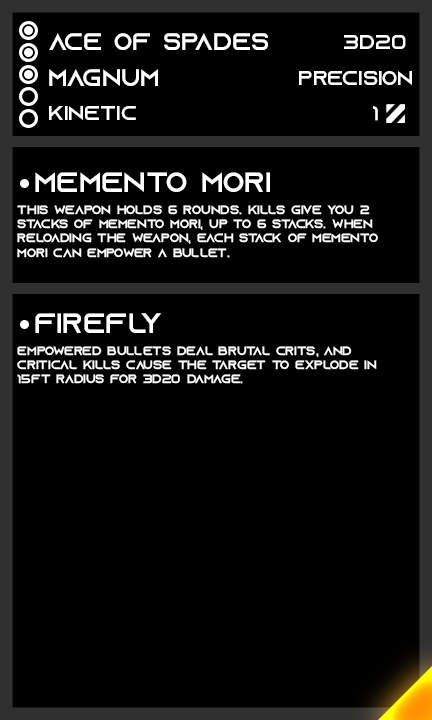 ACE OF SPADES 3D20
MAGNUM PRECISION
KINETIC 1
•MEMENTO MORI
THIS WEAPON HOLDS 6 ROUNDS. KILLS GIVE YOU 2
STACKS OF MEMENTO MORI, UP TO 6 STACKS. WHEN
RELOADING THE WEAPON, EACH STACK OF MEMENTO
MORI CAN EMPOWER A BULLET.
•FIREFLY
EMPOWERED BULLETS DEAL BRUTAL CRITS, AND
CRITICAL KILLS CAUSE THE TARGET TO EXPLODE IN
15FT RADIUS FOR 3D20 DAMAGE.